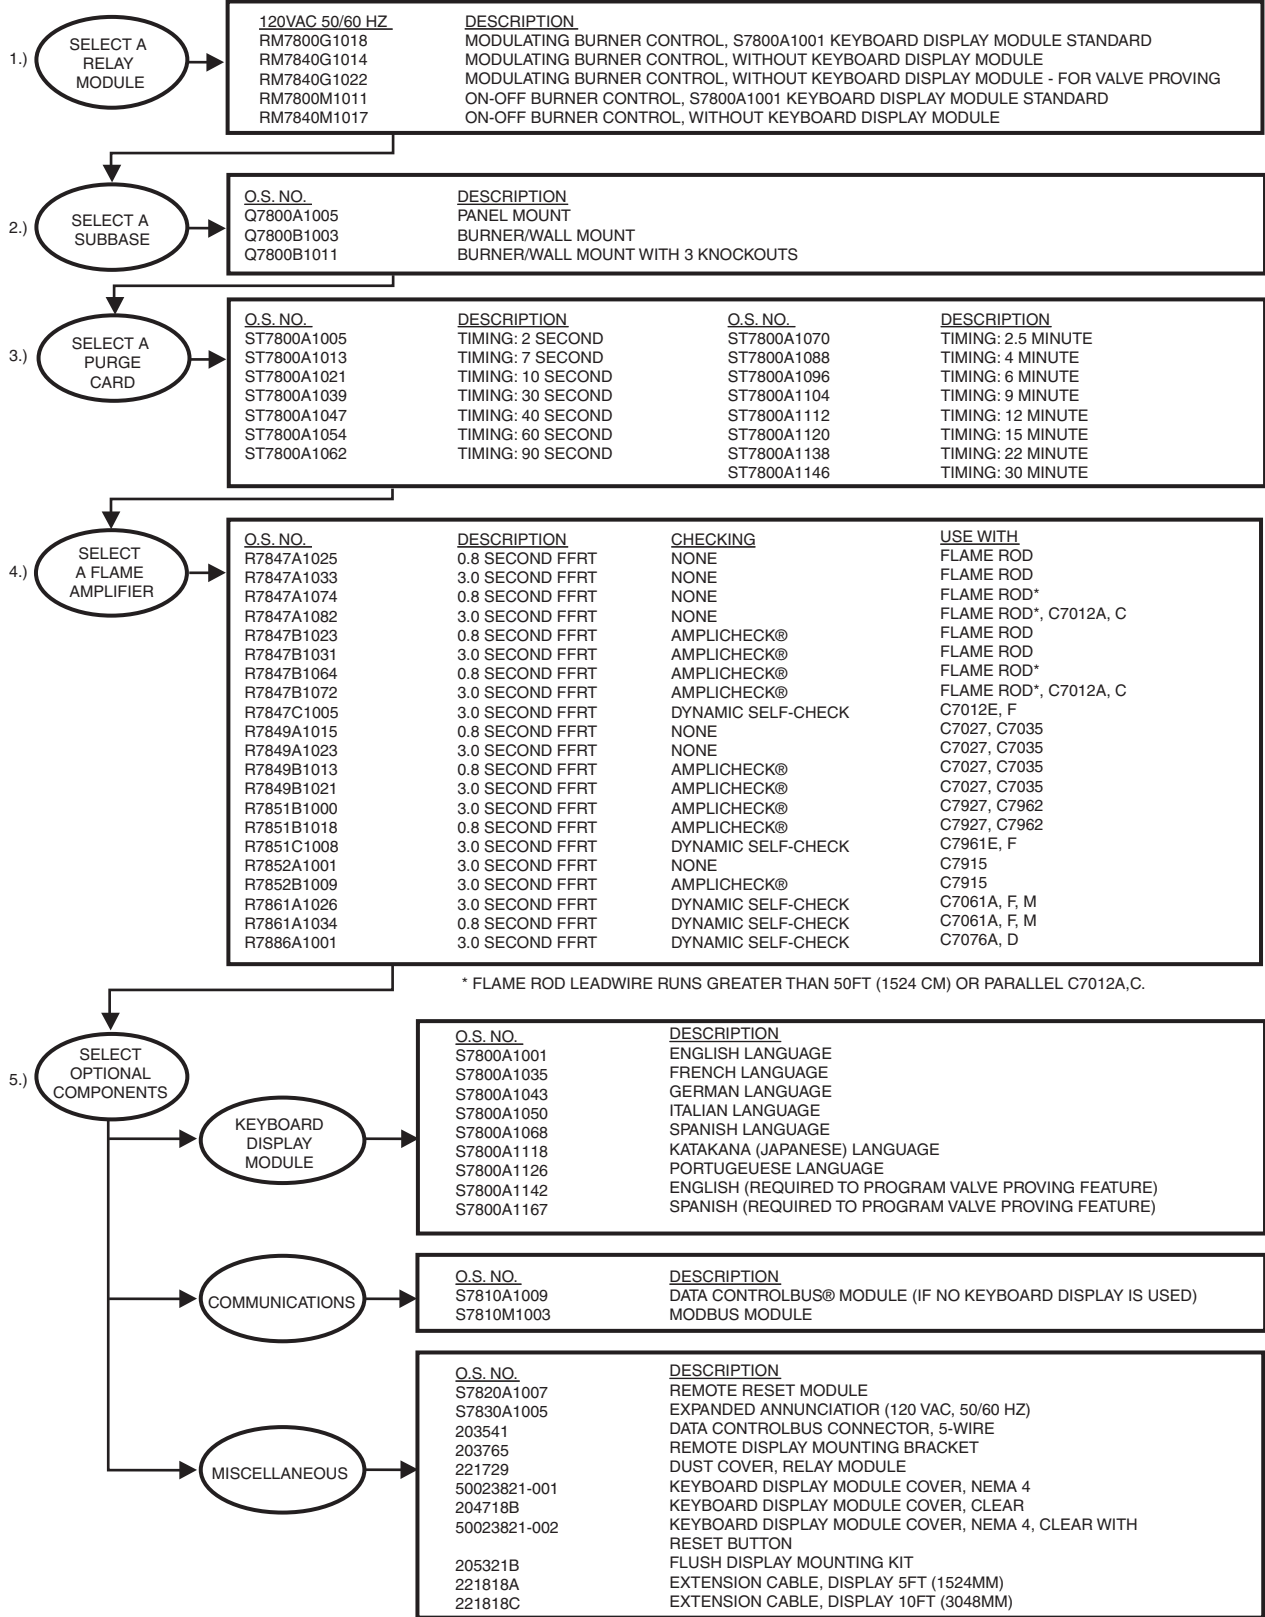 1.)
SELECT A
RELAY
MODULE
120VAC 50/60 HZ DESCRIPTION
RM7800G1018 MODULATING BURNER CONTROL, S7800A1001 KEYBOARD DISPLAY MODULE STANDARD
RM7840G1014 MODULATING BURNER CONTROL, WITHOUT KEYBOARD DISPLAY MODULE
RM7840G1022 MODULATING BURNER CONTROL, WITHOUT KEYBOARD DISPLAY MODULE - FOR VALVE PROVING
RM7800M1011 ON-OFF BURNER CONTROL, S7800A1001 KEYBOARD DISPLAY MODULE STANDARD
RM7840M1017 ON-OFF BURNER CONTROL, WITHOUT KEYBOARD DISPLAY MODULE
2.)
SELECT A
SUBBASE
O.S. NO. DESCRIPTION
Q7800A1005 PANEL MOUNT
Q7800B1003 BURNER/WALL MOUNT
Q7800B1011 BURNER/WALL MOUNT WITH 3 KNOCKOUTS
3.)
SELECT A
PURGE
CARD
O.S. NO. DESCRIPTION O.S. NO. DESCRIPTION
ST7800A1005 TIMING: 2 SECOND ST7800A1070 TIMING: 2.5 MINUTE
ST7800A1013 TIMING: 7 SECOND ST7800A1088 TIMING: 4 MINUTE
ST7800A1021 TIMING: 10 SECOND ST7800A1096 TIMING: 6 MINUTE
ST7800A1039 TIMING: 30 SECOND ST7800A1104 TIMING: 9 MINUTE
ST7800A1047 TIMING: 40 SECOND ST7800A1112 TIMING: 12 MINUTE
ST7800A1054 TIMING: 60 SECOND ST7800A1120 TIMING: 15 MINUTE
ST7800A1062 TIMING: 90 SECOND ST7800A1138 TIMING: 22 MINUTE
ST7800A1146 TIMING: 30 MINUTE
4.)
SELECT
A FLAME
AMPLIFIER
O.S. NO. DESCRIPTION CHECKING USE WITH
R7847A1025 0.8 SECOND FFRT NONE FLAME ROD
R7847A1033 3.0 SECOND FFRT NONE FLAME ROD
R7847A1074 0.8 SECOND FFRT NONE FLAME ROD*
R7847A1082 3.0 SECOND FFRT NONE FLAME ROD*, C7012A, C
R7847B1023 0.8 SECOND FFRT AMPLICHECK® FLAME ROD
R7847B1031 3.0 SECOND FFRT AMPLICHECK® FLAME ROD
R7847B1064 0.8 SECOND FFRT AMPLICHECK® FLAME ROD*
R7847B1072 3.0 SECOND FFRT AMPLICHECK® FLAME ROD*, C7012A, C
R7847C1005 3.0 SECOND FFRT DYNAMIC SELF-CHECK C7012E, F
R7849A1015 0.8 SECOND FFRT NONE C7027, C7035
R7849A1023 3.0 SECOND FFRT NONE C7027, C7035
R7849B1013 0.8 SECOND FFRT AMPLICHECK® C7027, C7035
R7849B1021 3.0 SECOND FFRT AMPLICHECK® C7027, C7035
R7851B1000 3.0 SECOND FFRT AMPLICHECK® C7927, C7962
R7851B1018 0.8 SECOND FFRT AMPLICHECK® C7927, C7962
R7851C1008 3.0 SECOND FFRT DYNAMIC SELF-CHECK C7961E, F
R7852A1001 3.0 SECOND FFRT NONE C7915
R7852B1009 3.0 SECOND FFRT AMPLICHECK® C7915
R7861A1026 3.0 SECOND FFRT DYNAMIC SELF-CHECK C7061A, F, M
R7861A1034 0.8 SECOND FFRT DYNAMIC SELF-CHECK C7061A, F, M
R7886A1001 3.0 SECOND FFRT DYNAMIC SELF-CHECK C7076A, D
* FLAME ROD LEADWIRE RUNS GREATER THAN 50FT (1524 CM) OR PARALLEL C7012A,C.
5.)
SELECT
OPTIONAL
COMPONENTS
KEYBOARD
DISPLAY
MODULE
O.S. NO. DESCRIPTION
S7800A1001 ENGLISH LANGUAGE
S7800A1035 FRENCH LANGUAGE
S7800A1043 GERMAN LANGUAGE
S7800A1050 ITALIAN LANGUAGE
S7800A1068 SPANISH LANGUAGE
S7800A1118 KATAKANA (JAPANESE) LANGUAGE
S7800A1126 PORTUGEUESE LANGUAGE
S7800A1142 ENGLISH (REQUIRED TO PROGRAM VALVE PROVING FEATURE)
S7800A1167 SPANISH (REQUIRED TO PROGRAM VALVE PROVING FEATURE)
COMMUNICATIONS
O.S. NO. DESCRIPTION
S7810A1009 DATA CONTROLBUS® MODULE (IF NO KEYBOARD DISPLAY IS USED)
S7810M1003 MODBUS MODULE
MISCELLANEOUS
O.S. NO. DESCRIPTION
S7820A1007 REMOTE RESET MODULE
S7830A1005 EXPANDED ANNUNCIATIOR (120 VAC, 50/60 HZ)
203541 DATA CONTROLBUS CONNECTOR, 5-WIRE
203765 REMOTE DISPLAY MOUNTING BRACKET
221729 DUST COVER, RELAY MODULE
50023821-001 KEYBOARD DISPLAY MODULE COVER, NEMA 4
204718B KEYBOARD DISPLAY MODULE COVER, CLEAR
50023821-002 KEYBOARD DISPLAY MODULE COVER, NEMA 4, CLEAR WITH
RESET BUTTON
205321B FLUSH DISPLAY MOUNTING KIT
221818A EXTENSION CABLE, DISPLAY 5FT (1524MM)
221818C EXTENSION CABLE, DISPLAY 10FT (3048MM)